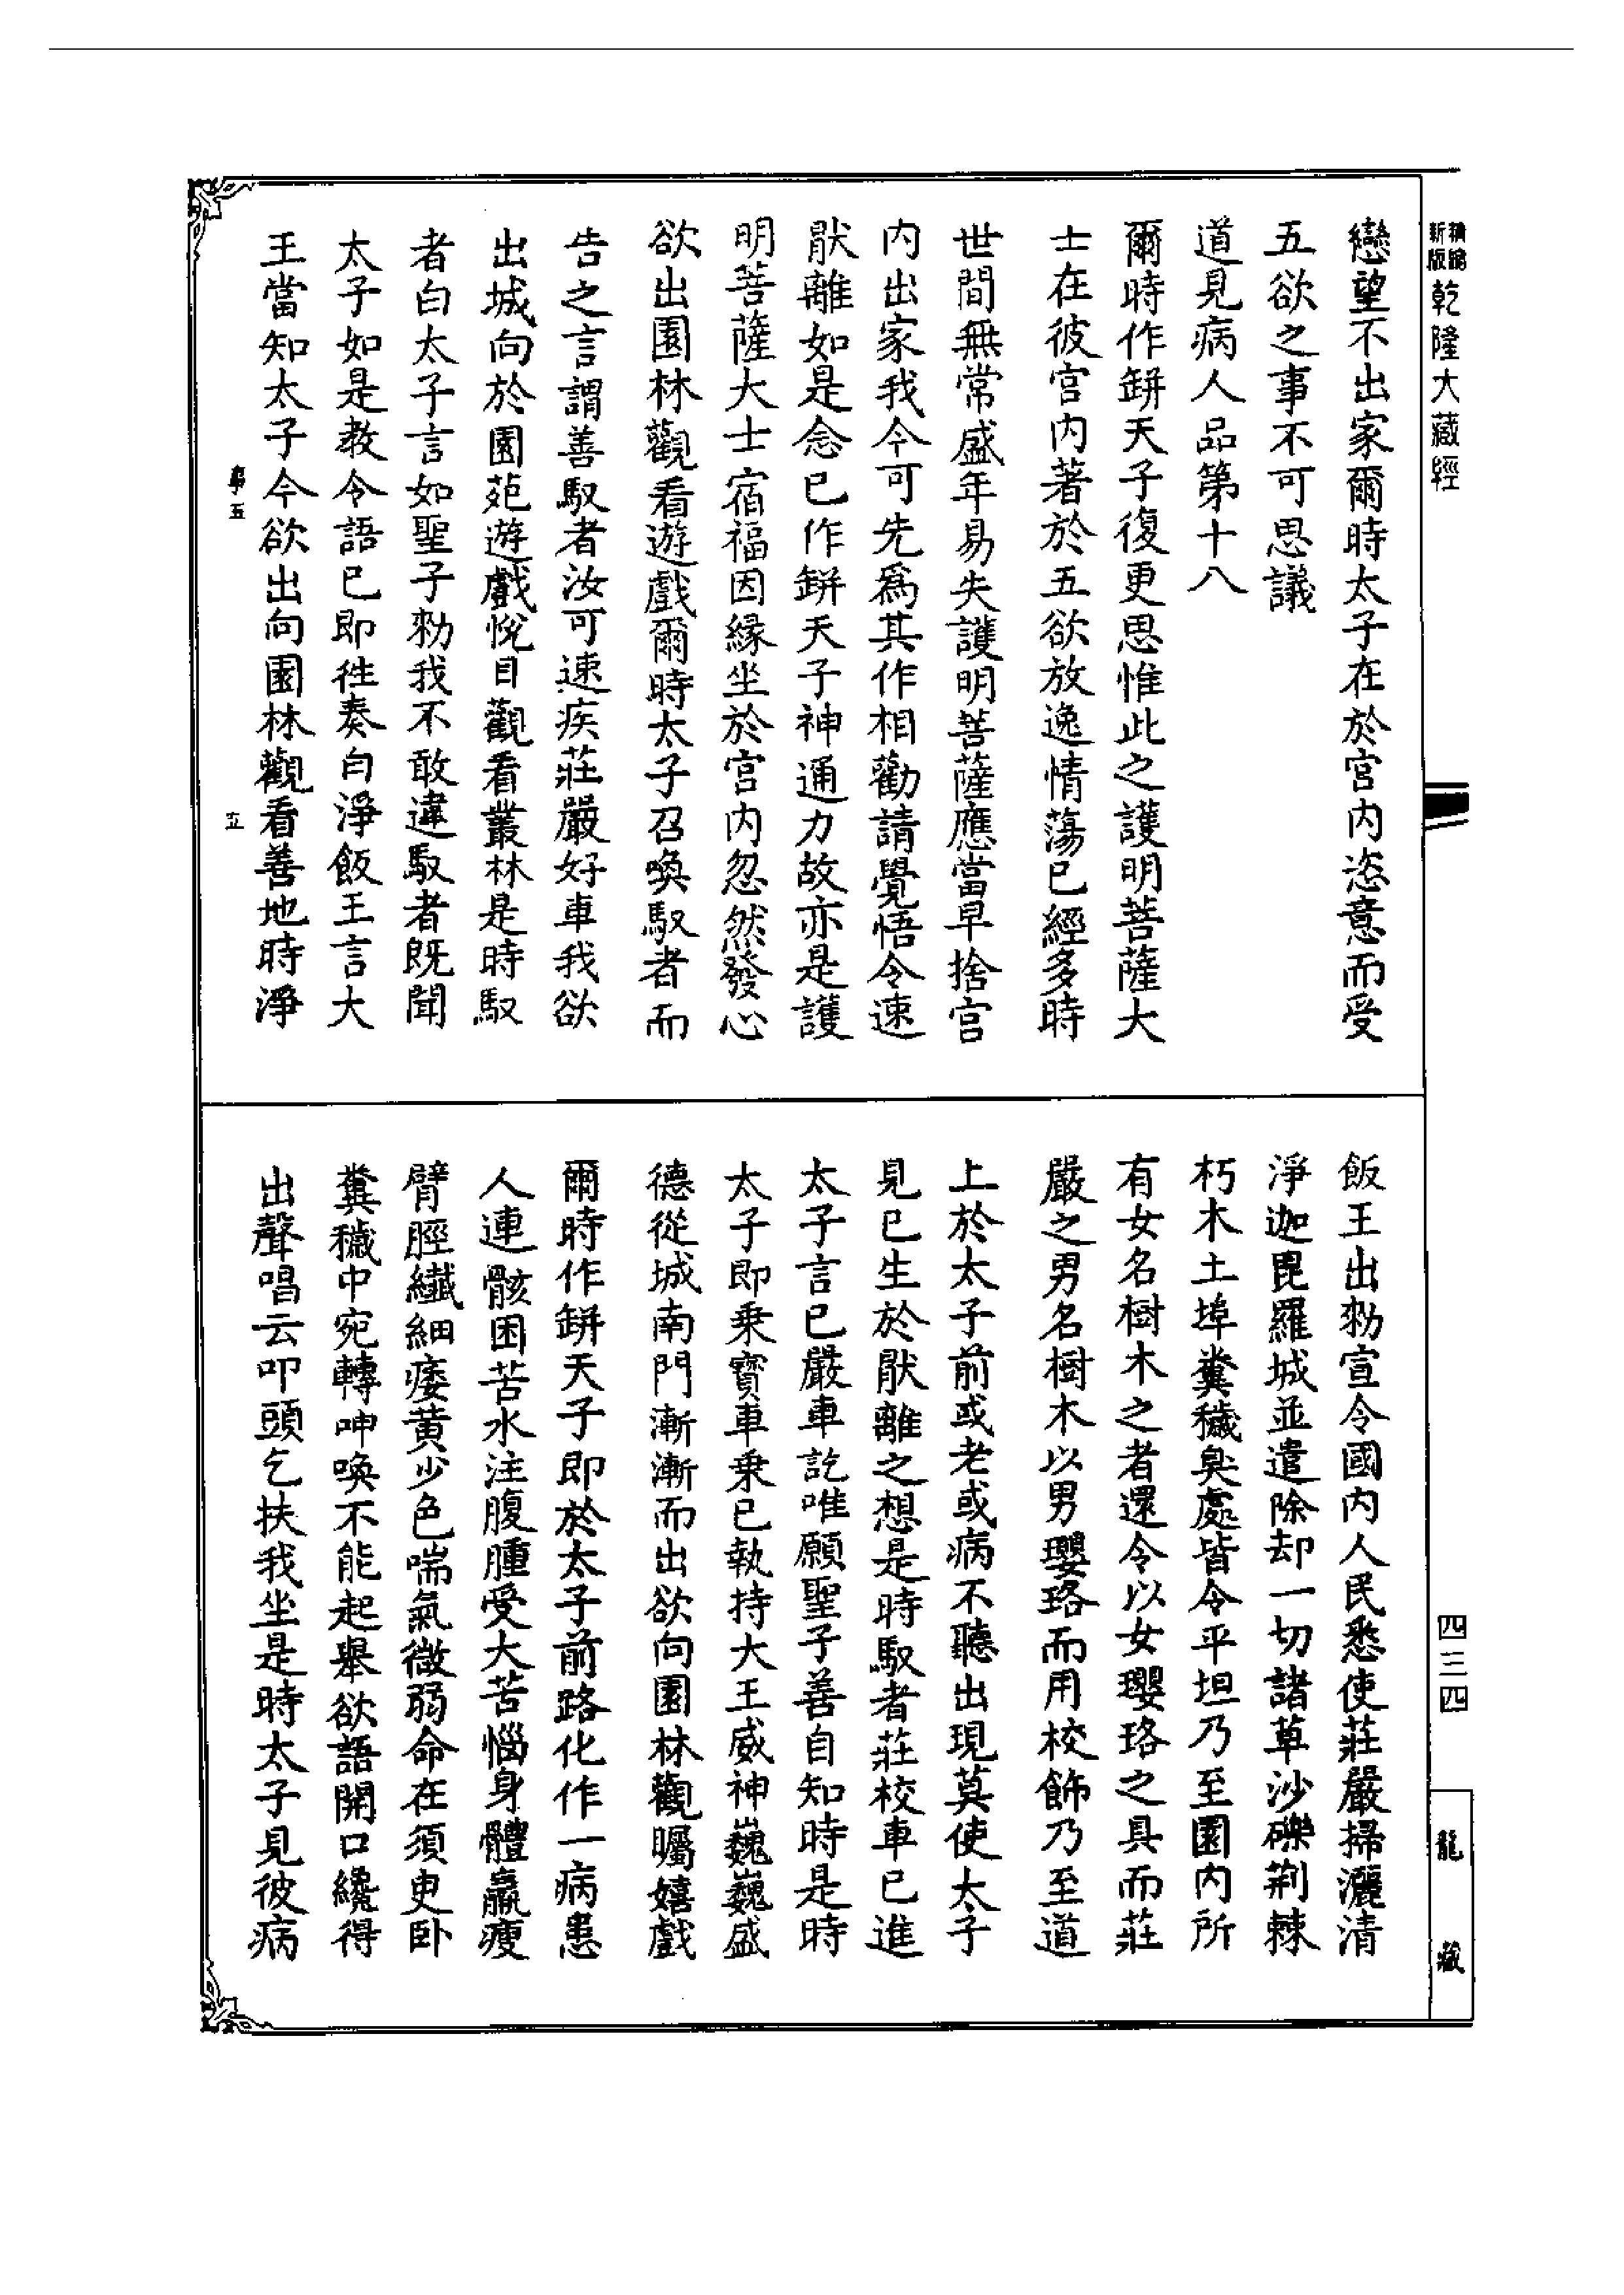 乾隆大藏經
戀望不出家爾時太子在於宮內恣意而受
五欲之事不可思議
道見病人品第十八
爾時作缾天子復更思惟此之護明菩薩大
士在彼宮內著於五欲放逸情蕩已經多時
世間無常盛年易失護明菩薩應當早捨宮
內出家我今可先爲其作相勸請覺悟令速
猒離如是念已作缾天子神通力故亦是護
明菩薩大士宿福因緣坐於宮內忽然發心
欲出園林觀看遊戲爾時太子召喚馭者而
告之言謂善馭者汝可速疾莊嚴好車我欲
出城向於園苑遊戲悅目觀看叢林是時馭
者白太子言如聖子勑我不敢違馭者旣聞
太子如是教令語已即徃奏白淨飯王言大
王當知太子今欲出向園林觀看善地時淨
飯王出勑宣令國內人民悉使莊嚴掃灑清
淨迦毘羅城並遣除却一切諸草沙礫荆棘
朽木土埠糞穢臭處皆令平坦乃至園內所
有女名樹木之者還令以女瓔珞之具而莊
嚴之男名樹木以男瓔珞而用校飾乃至道
上於太子前或老或病不聽出現莫使太子
見已生於猒離之想是時馭者莊校車已進
太子言已嚴車訖唯願聖子善自知時是時
太子即乗寳車乗已執持大王威神巍巍盛
德從城南門漸漸而出欲向園林觀矚嬉戲
爾時作缾天子即於太子前路化作一病患
人連骸困苦水注腹腫受大苦惱身體羸瘦
臂脛纖細痿黃少色喘氣微弱命在須臾卧
糞穢中宛轉呻喚不能起舉欲語開口纔得
出聲唱云叩頭乞扶我坐是時太子見彼病
四三四
龍
藏